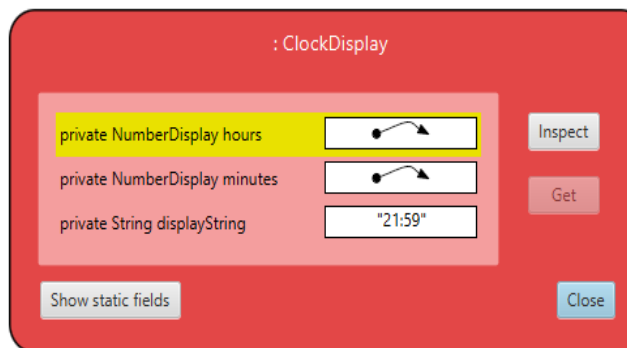 : ClockDisplay
private NumberDisplay hours
Inspect
private NumberDisplay minutes
Get
private String displayString "21:59"
Show static fields
Close